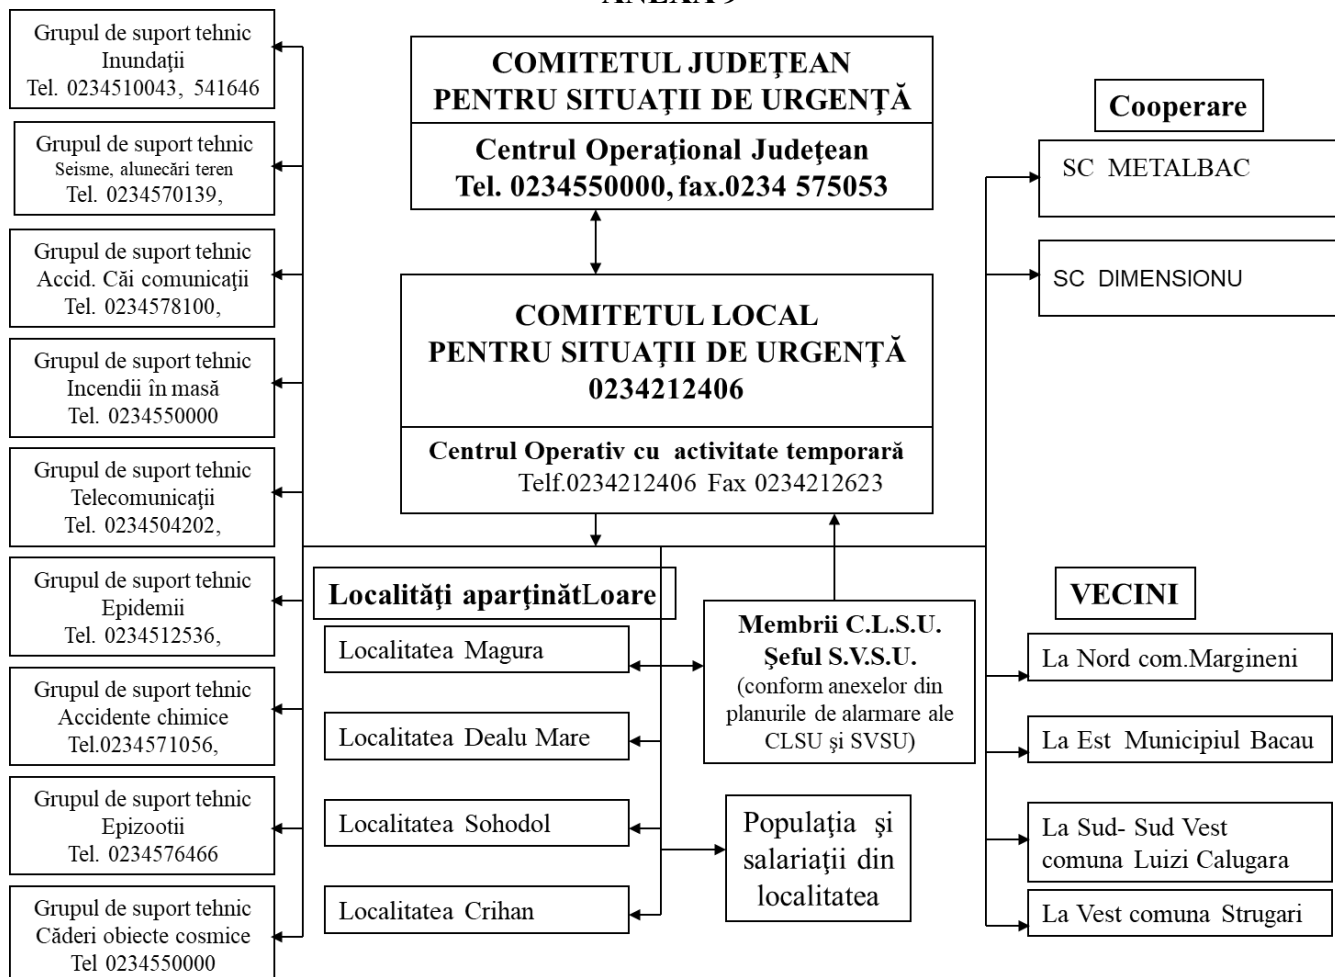 ANEXA 9
Grupul de suport tehnic
Inundaţii
Tel. 0234510043, 541646
Grupul de suport tehnic
Seisme, alunecări teren
Tel. 0234570139,
Grupul de suport tehnic
Accid. Căi comunicaţii
Tel. 0234578100,
Grupul de suport tehnic
Incendii în masă
Tel. 0234550000
Grupul de suport tehnic
Telecomunicaţii
Tel. 0234504202,
Grupul de suport tehnic
Epidemii
Tel. 0234512536,
Grupul de suport tehnic
Accidente chimice
Tel.0234571056,
Grupul de suport tehnic
Epizootii
Tel. 0234576466
Grupul de suport tehnic
Căderi obiecte cosmice
Tel 0234550000
COMITETUL JUDEŢEAN
PENTRU SITUAŢII DE URGENŢĂ
Centrul Operaţional Judeţean
Tel. 0234550000, fax.0234 575053
COMITETUL LOCAL
PENTRU SITUAŢII DE URGENŢĂ
0234212406
Centrul Operativ cu activitate temporară
Telf.0234212406 Fax 0234212623
Localităţi aparţinătLoare
Localitatea Magura
Localitatea Dealu Mare
Localitatea Sohodol
Localitatea Crihan
Membrii C.L.S.U.
Şeful S.V.S.U.
(conform anexelor din
planurile de alarmare ale
CLSU şi SVSU)
Populaţia şi
salariaţii din
localitatea
Cooperare
SC METALBAC
SC DIMENSIONU
VECINI
La Nord com.Margineni
La Est Municipiul Bacau
La Sud- Sud Vest
comuna Luizi Calugara
La Vest comuna Strugari